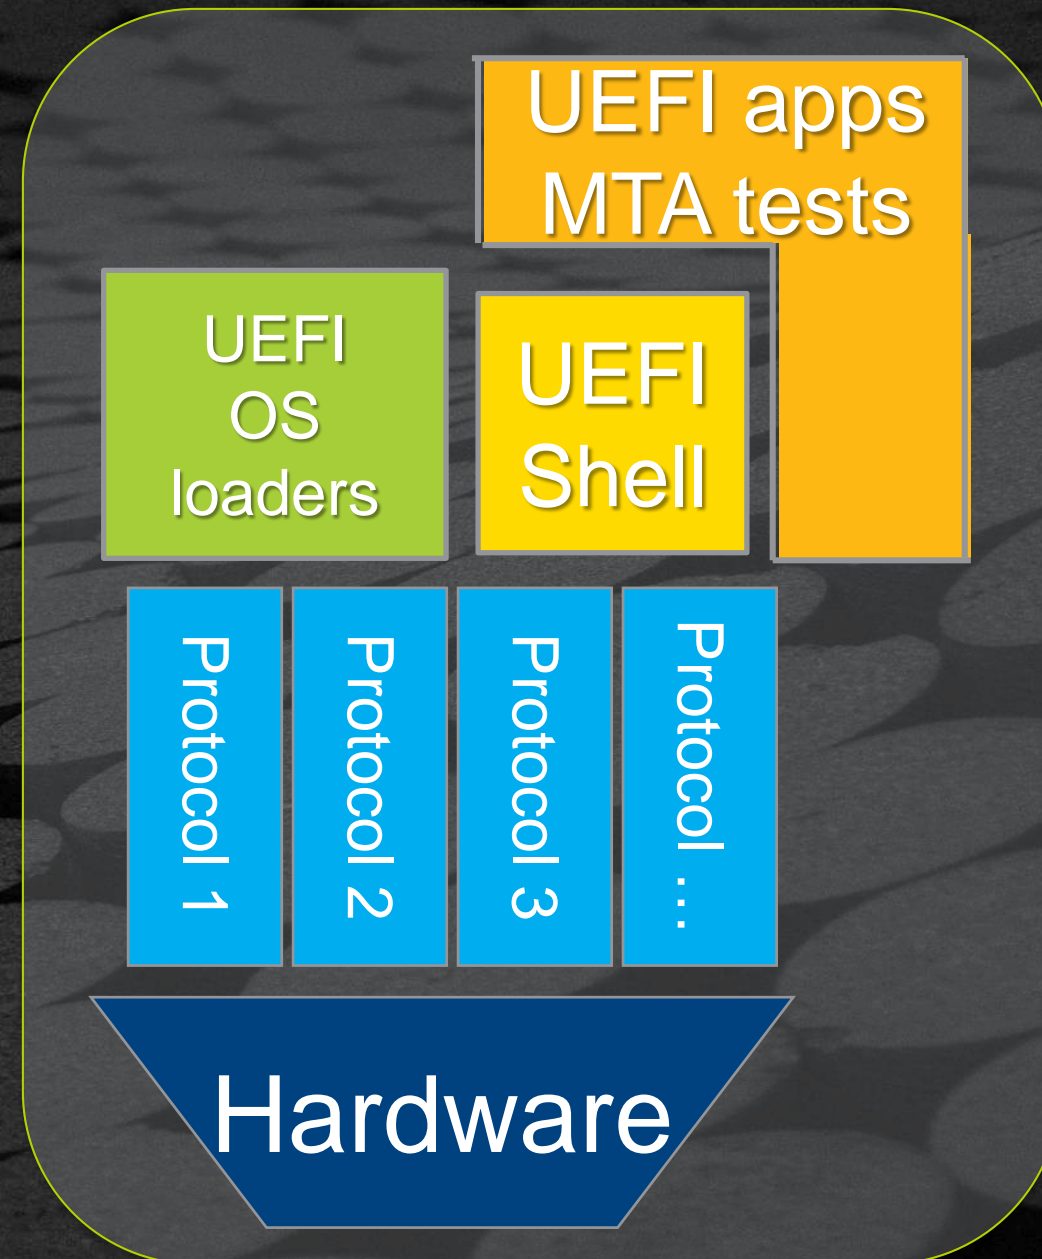 UEFI apps
MTA tests
UEFI
OS
loaders
UEFI
Shell
Protocol 1
Protocol 2
Protocol 3
Protocol …
Hardware